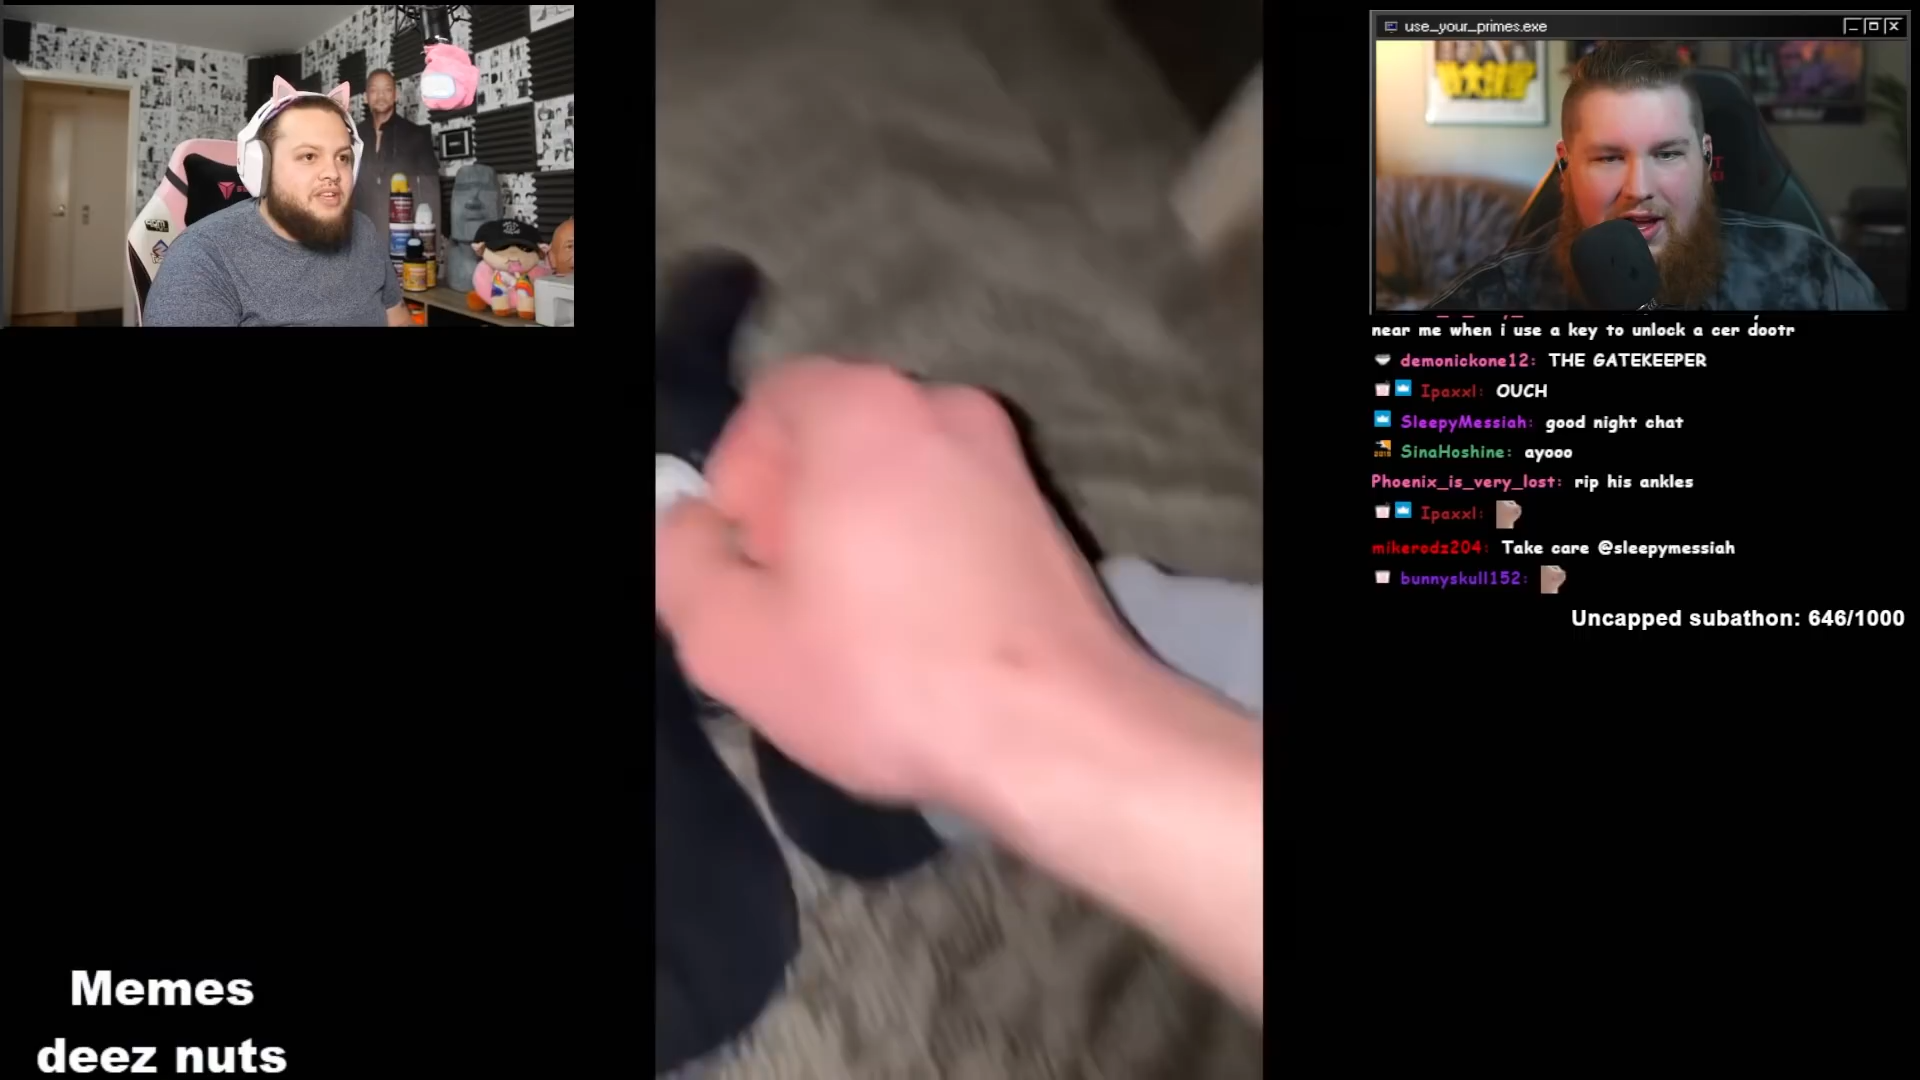 use_your_primes.exe
near me when i use a key to unlock a cer dootr
demonickone12: THE GATEKEEPER
Ipaxxl: OUCH
SleepyMessiah: good night chat
SinaHoshine: ayooo
Phoenix_is_very_lost: rip his ankles
Ipaxxl:
mikerodz204: Take care @sleepymessiah
bunnyskull152:
Uncapped subathon: 646/1000
Memes
deez nuts